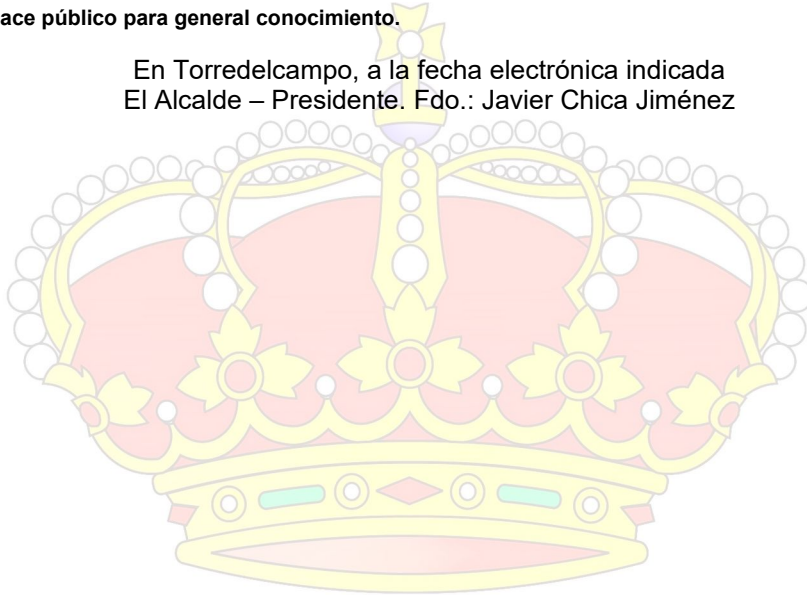 ace público para general conocimiento.
En Torredelcampo, a la fecha electrónica indicada
El Alcalde – Presidente. Fdo.: Javier Chica Jiménez